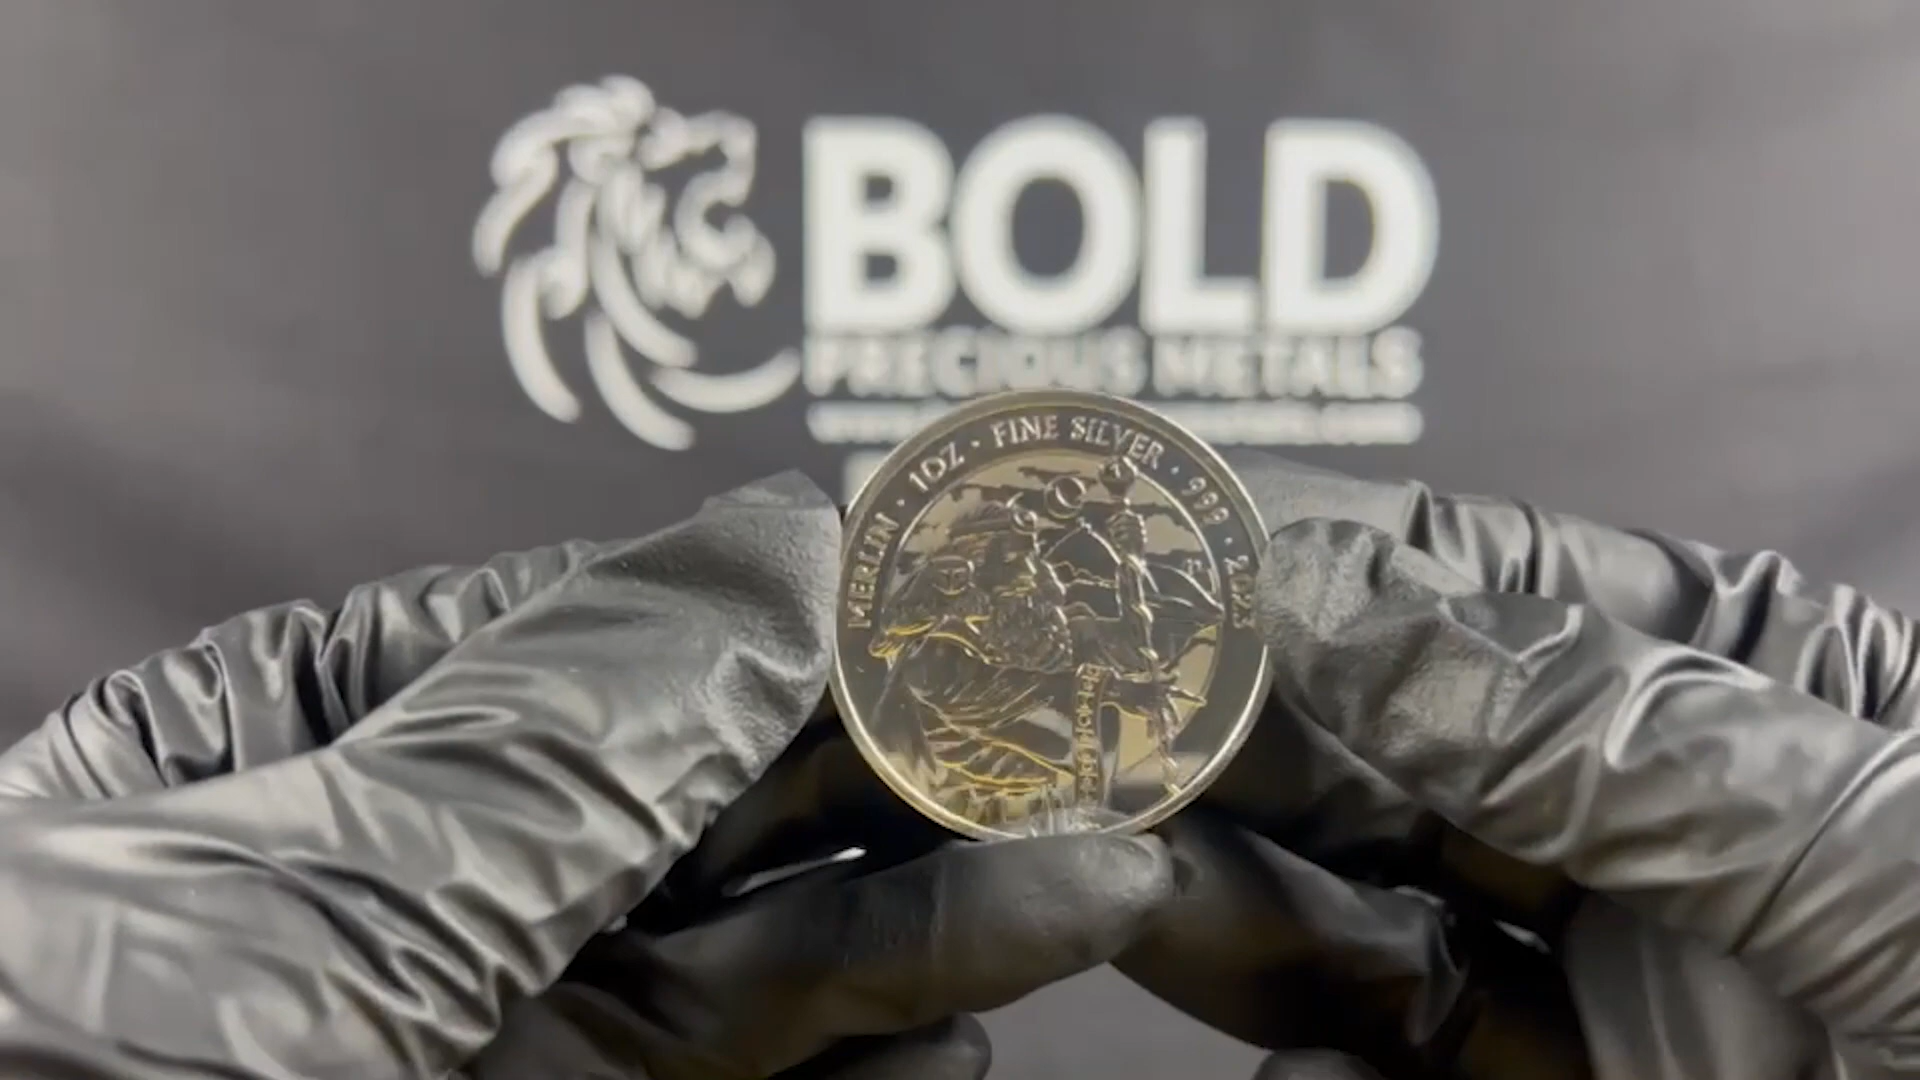 BOLD
PRECIOUS METALS
MERLIN · 1OZ · FINE SILVER · 999 · 2023